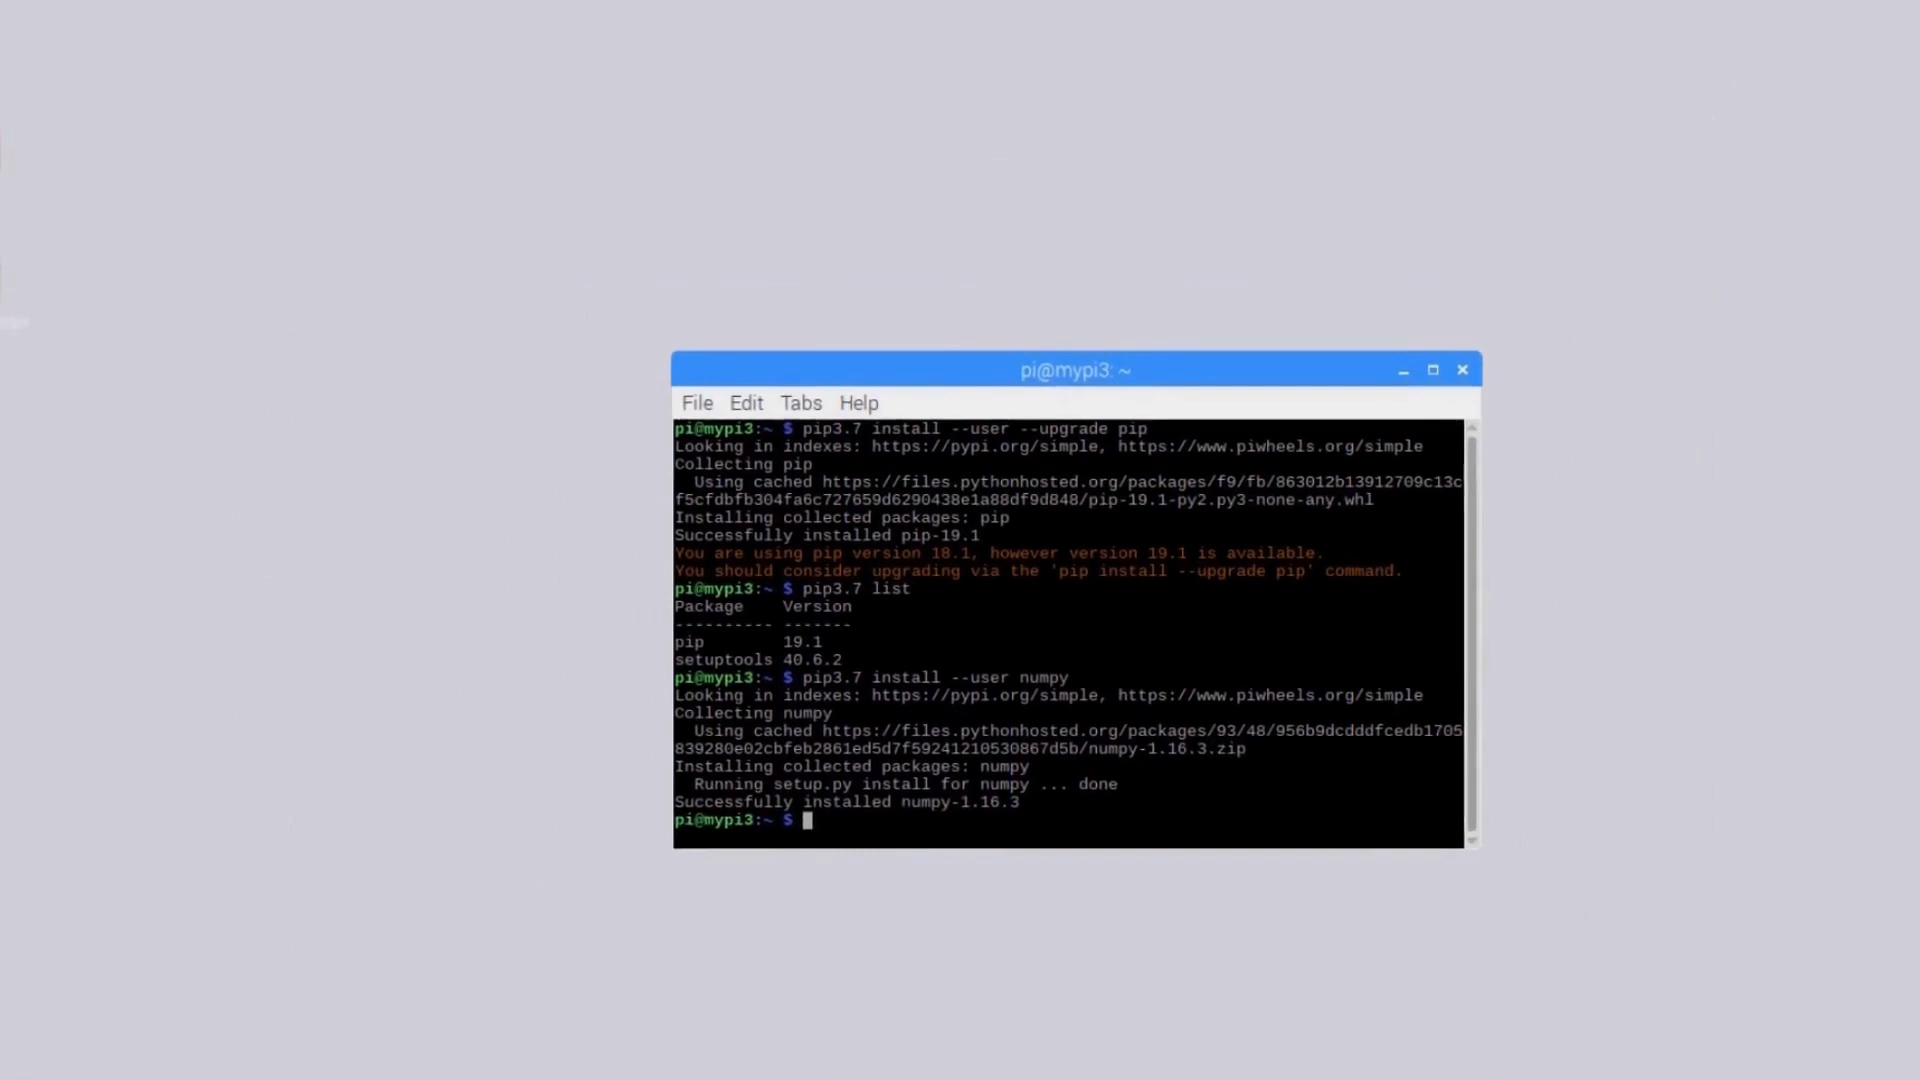 pi@mypi3: ~
File Edit Tabs Help
pi@mypi3:~ $ pip3.7 install --user --upgrade pip
Looking in indexes: https://pypi.org/simple, https://www.piwheels.org/simple
Collecting pip
  Using cached https://files.pythonhosted.org/packages/f9/fb/863012b13912709c13c
f5cfdbfb304fa6c727659d6290438e1a88df9d848/pip-19.1-py2.py3-none-any.whl
Installing collected packages: pip
Successfully installed pip-19.1
You are using pip version 18.1, however version 19.1 is available.
You should consider upgrading via the 'pip install --upgrade pip' command.
pi@mypi3:~ $ pip3.7 list
Package    Version
---------- -------
pip        19.1
setuptools 40.6.2
pi@mypi3:~ $ pip3.7 install --user numpy
Looking in indexes: https://pypi.org/simple, https://www.piwheels.org/simple
Collecting numpy
  Using cached https://files.pythonhosted.org/packages/93/48/956b9dcdddfcedb1705
839280e02cbfeb2861ed5d7f59241210530867d5b/numpy-1.16.3.zip
Installing collected packages: numpy
  Running setup.py install for numpy ... done
Successfully installed numpy-1.16.3
pi@mypi3:~ $